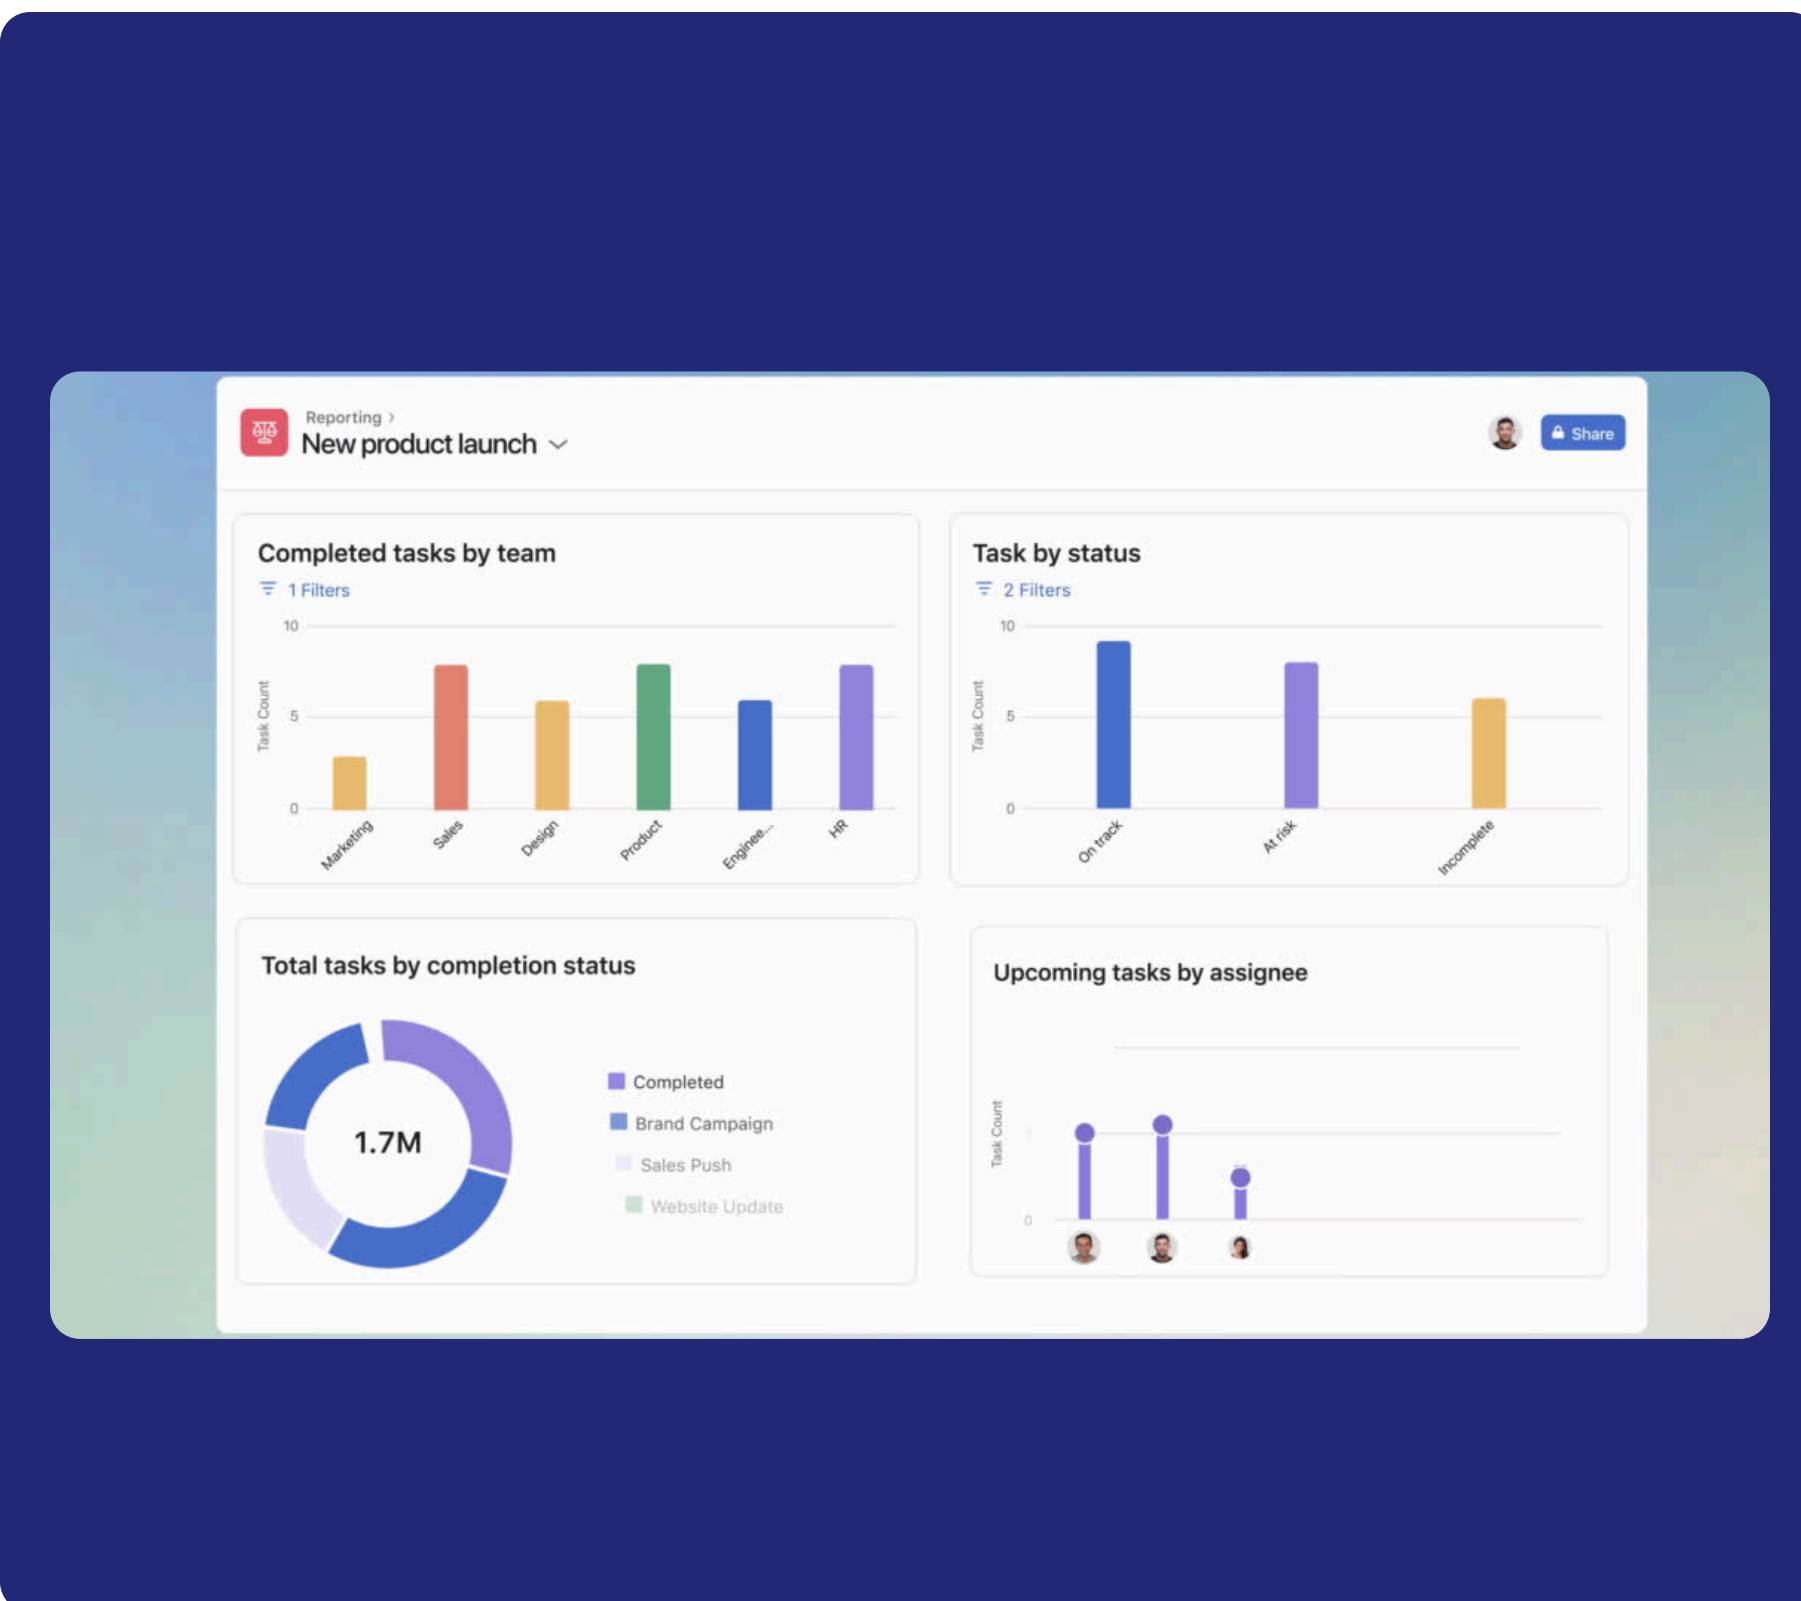 Reporting >
New product launch
Share
Completed tasks by team
1 Filters
10
5
0
Task Count
Marketing
Sales
Design
Product
Enginee...
HR
Task by status
2 Filters
10
5
0
Task Count
On track
At risk
Incomplete
Total tasks by completion status
1.7M
Completed
Brand Campaign
Sales Push
Website Update
Upcoming tasks by assignee
Task Count
0